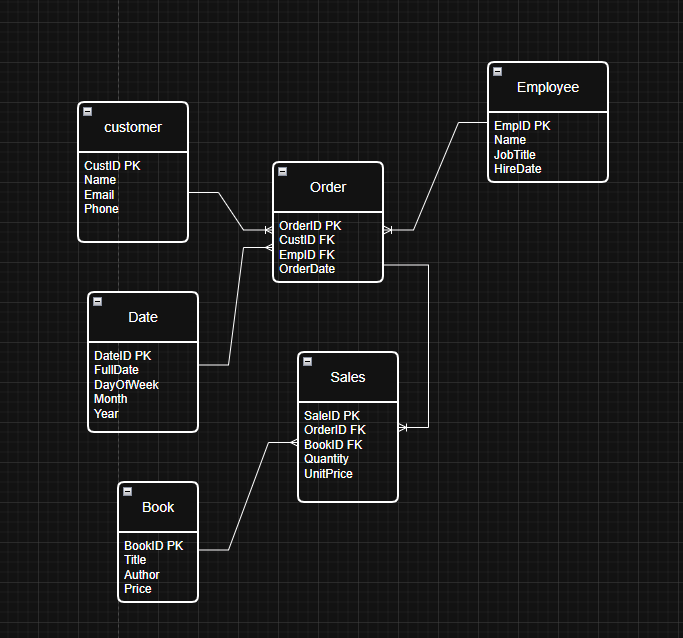 customer
CustID PK
Name
Email
Phone
Employee
EmpID PK
Name
JobTitle
HireDate
Order
OrderID PK
CustID FK
EmpID FK
OrderDate
Date
DateID PK
FullDate
DayOfWeek
Month
Year
Sales
SaleID PK
OrderID FK
BookID FK
Quantity
UnitPrice
Book
BookID PK
Title
Author
Price